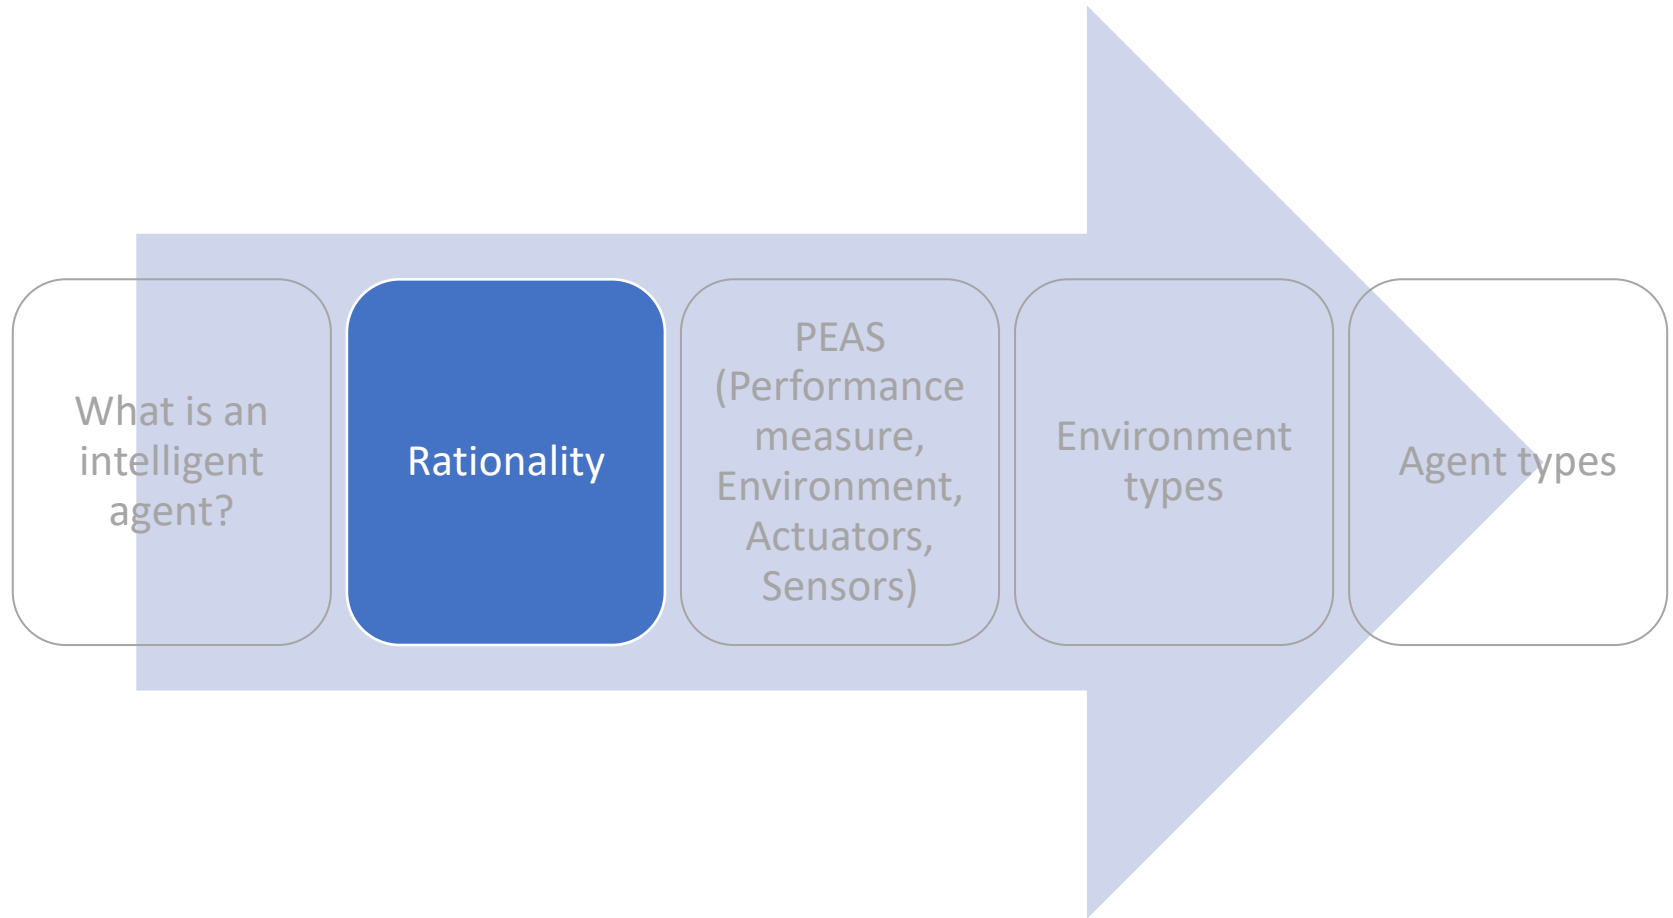 What is an
intelligent
agent?
Rationality
PEAS
(Performance
measure,
Environment,
Actuators,
Sensors)
Environment
types
Agent types